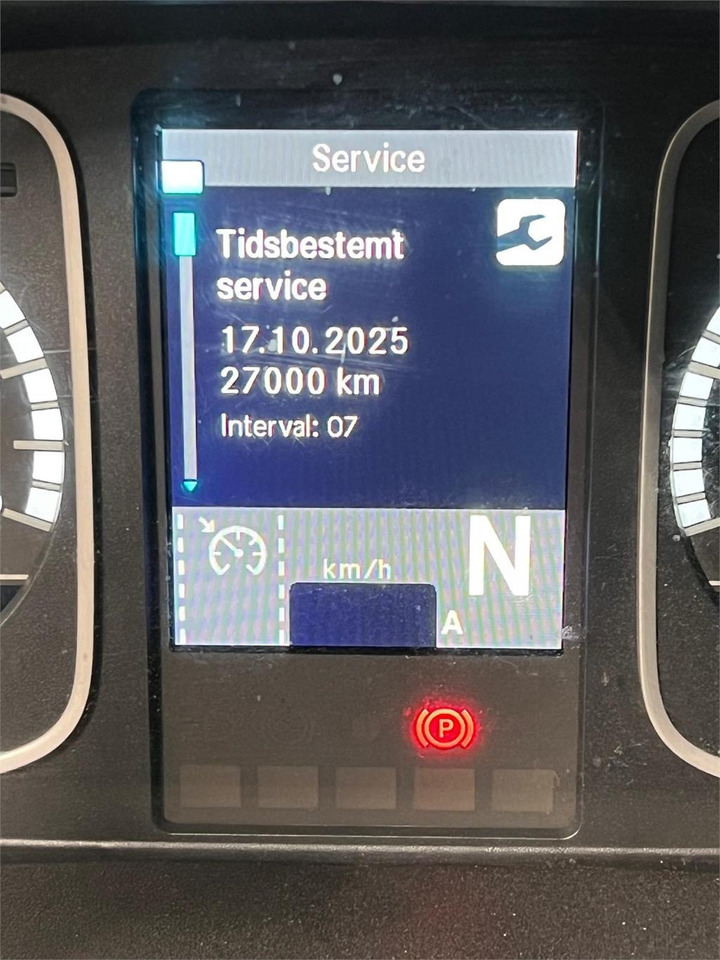 Service
Tidsbestemt
service
17.10.2025
27000 km
Interval: 07
km/h
N
A
P